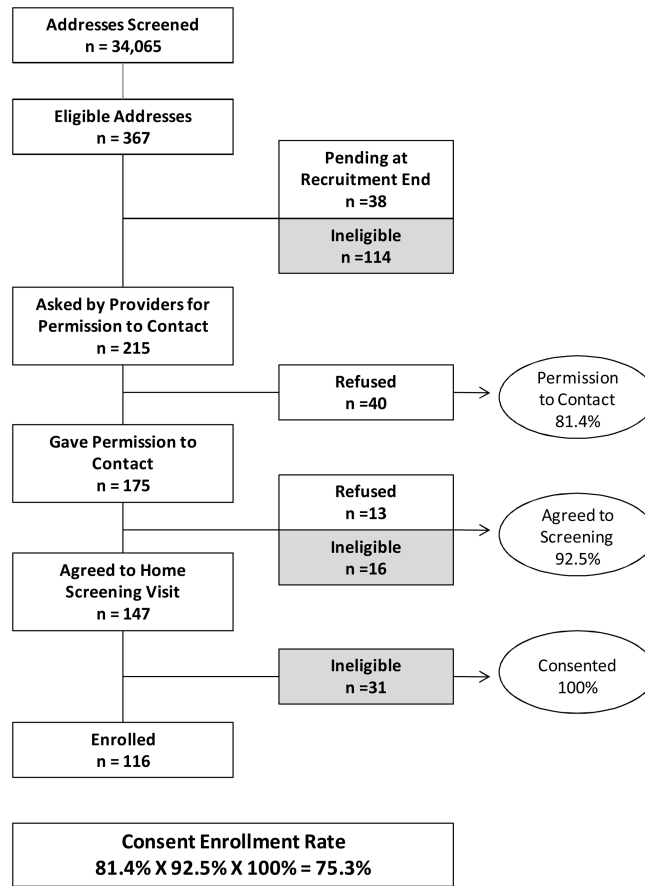 Addresses Screened
n = 34,065
Eligible Addresses
n = 367
Pending at
Recruitment End
n =38
Ineligible
n =114
Asked by Providers for
Permission to Contact
n = 215
Refused
n =40
Permission
to Contact
81.4%
Gave Permission to
Contact
n = 175
Refused
n =13
Ineligible
n =16
Agreed to
Screening
92.5%
Agreed to Home
Screening Visit
n = 147
Ineligible
n =31
Consented
100%
Enrolled
n = 116
Consent Enrollment Rate
81.4% X 92.5% X 100% = 75.3%